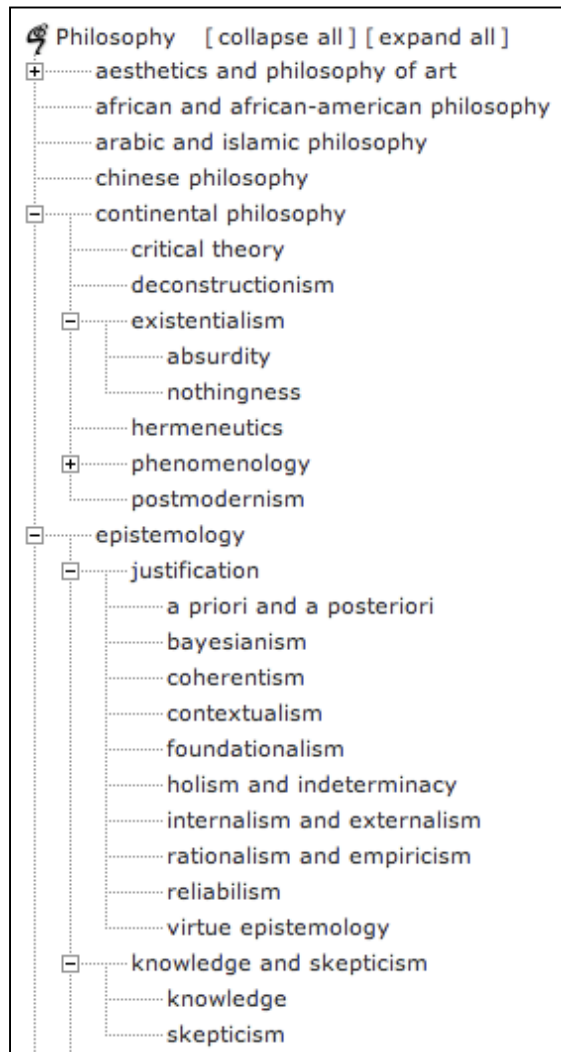 Philosophy [ collapse all ] [ expand all ]
aesthetics and philosophy of art
african and african-american philosophy
arabic and islamic philosophy
chinese philosophy
continental philosophy
critical theory
deconstructionism
existentialism
absurdity
nothingness
hermeneutics
phenomenology
postmodernism
epistemology
justification
a priori and a posteriori
bayesianism
coherentism
contextualism
foundationalism
holism and indeterminacy
internalism and externalism
rationalism and empiricism
reliabilism
virtue epistemology
knowledge and skepticism
knowledge
skepticism